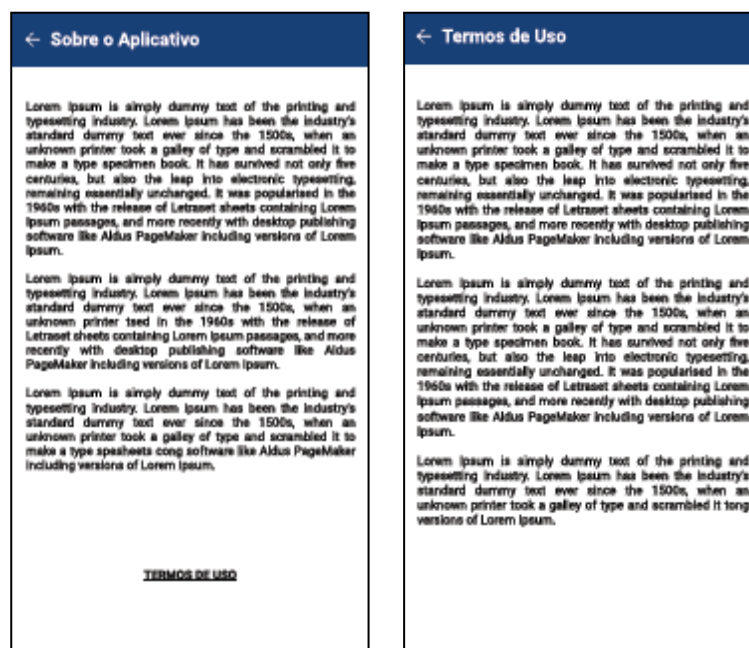 ← Sobre o Aplicativo
Lorem Ipsum is simply dummy text of the printing and
typesetting industry. Lorem Ipsum has been the industry's
standard dummy text ever since the 1500s, when an
unknown printer took a galley of type and scrambled it to
make a type specimen book. It has survived not only five
centuries, but also the leap into electronic typesetting,
remaining essentially unchanged. It was popularised in the
1960s with the release of Letraset sheets containing Lorem
Ipsum passages, and more recently with desktop publishing
software like Aldus PageMaker including versions of Lorem
Ipsum.
Lorem Ipsum is simply dummy text of the printing and
typesetting industry. Lorem Ipsum has been the industry's
standard dummy text ever since the 1500s, when an
unknown printer tsed in the 1960s with the release of
Letraset sheets containing Lorem Ipsum passages, and more
recently with desktop publishing software like Aldus
PageMaker including versions of Lorem Ipsum.
Lorem Ipsum is simply dummy text of the printing and
typesetting industry. Lorem Ipsum has been the industry's
standard dummy text ever since the 1500s, when an
unknown printer took a galley of type and scrambled it to
make a type spesheets cong software like Aldus PageMaker
including versions of Lorem Ipsum.
TERMOS DE USO
← Termos de Uso
Lorem Ipsum is simply dummy text of the printing and
typesetting industry. Lorem Ipsum has been the industry's
standard dummy text ever since the 1500s, when an
unknown printer took a galley of type and scrambled it to
make a type specimen book. It has survived not only five
centuries, but also the leap into electronic typesetting,
remaining essentially unchanged. It was popularised in the
1960s with the release of Letraset sheets containing Lorem
Ipsum passages, and more recently with desktop publishing
software like Aldus PageMaker including versions of Lorem
Ipsum.
Lorem Ipsum is simply dummy text of the printing and
typesetting industry. Lorem Ipsum has been the industry's
standard dummy text ever since the 1500s, when an
unknown printer took a galley of type and scrambled it to
make a type specimen book. It has survived not only five
centuries, but also the leap into electronic typesetting,
remaining essentially unchanged. It was popularised in the
1960s with the release of Letraset sheets containing Lorem
Ipsum passages, and more recently with desktop publishing
software like Aldus PageMaker including versions of Lorem
Ipsum.
Lorem Ipsum is simply dummy text of the printing and
typesetting industry. Lorem Ipsum has been the industry's
standard dummy text ever since the 1500s, when an
unknown printer took a galley of type and scrambled it tong
versions of Lorem Ipsum.